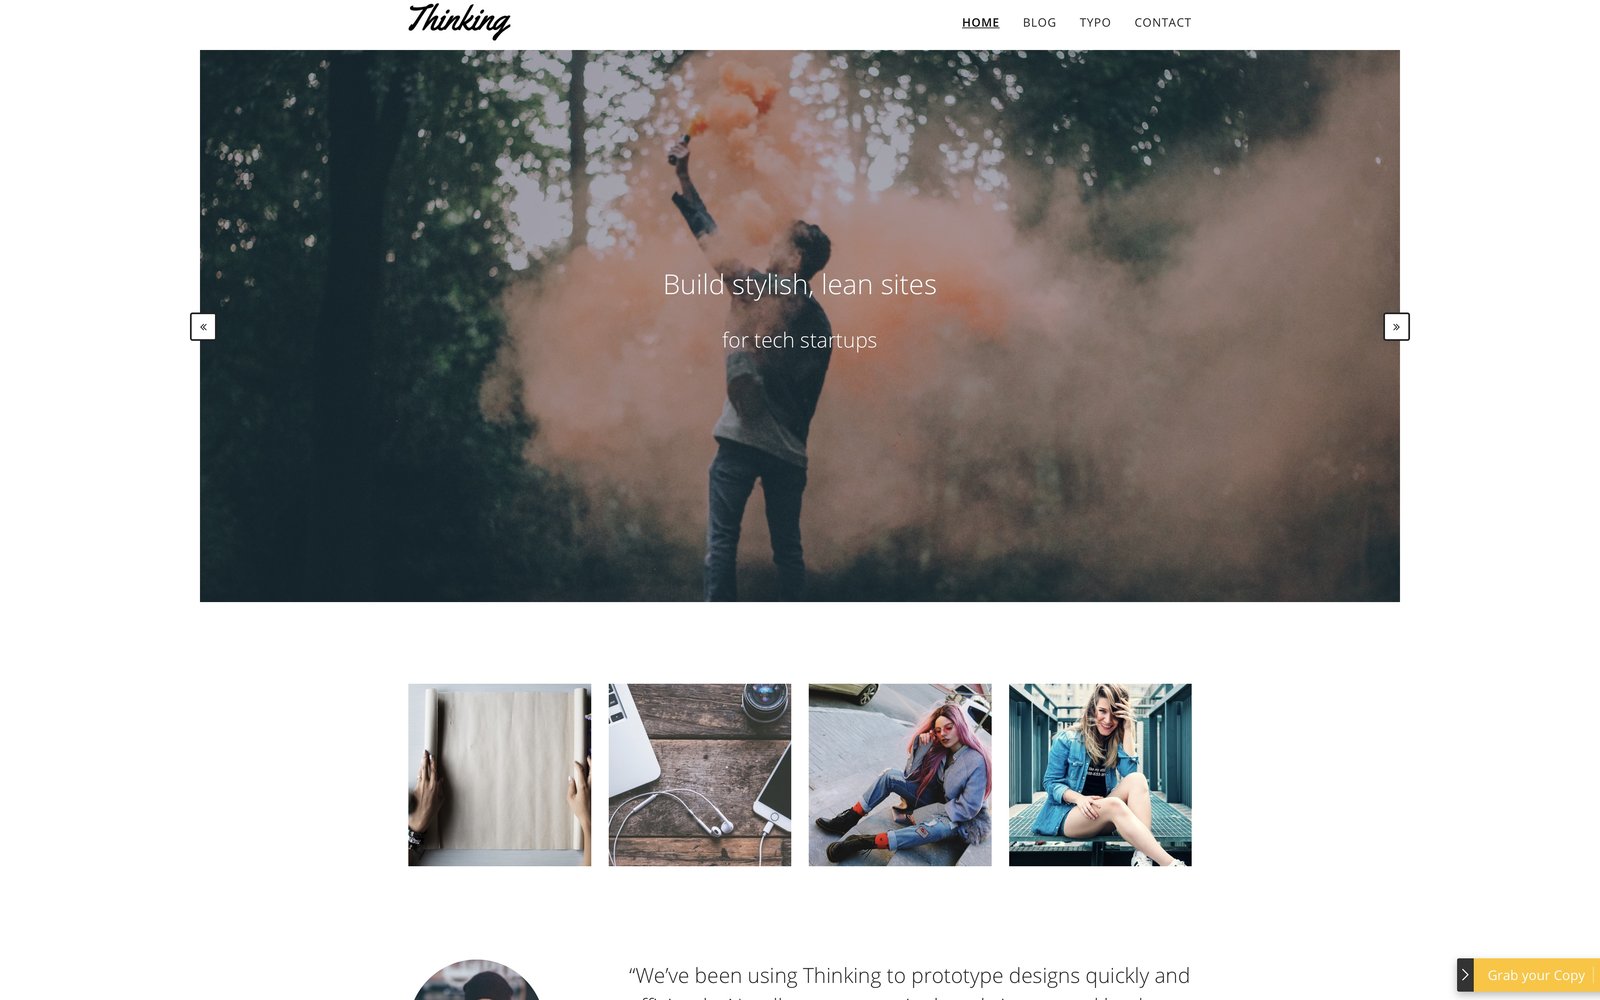 Thinking
HOME BLOG TYPO CONTACT
Build stylish, lean sites
for tech startups
«
»
“We’ve been using Thinking to prototype designs quickly and
Grab your Copy